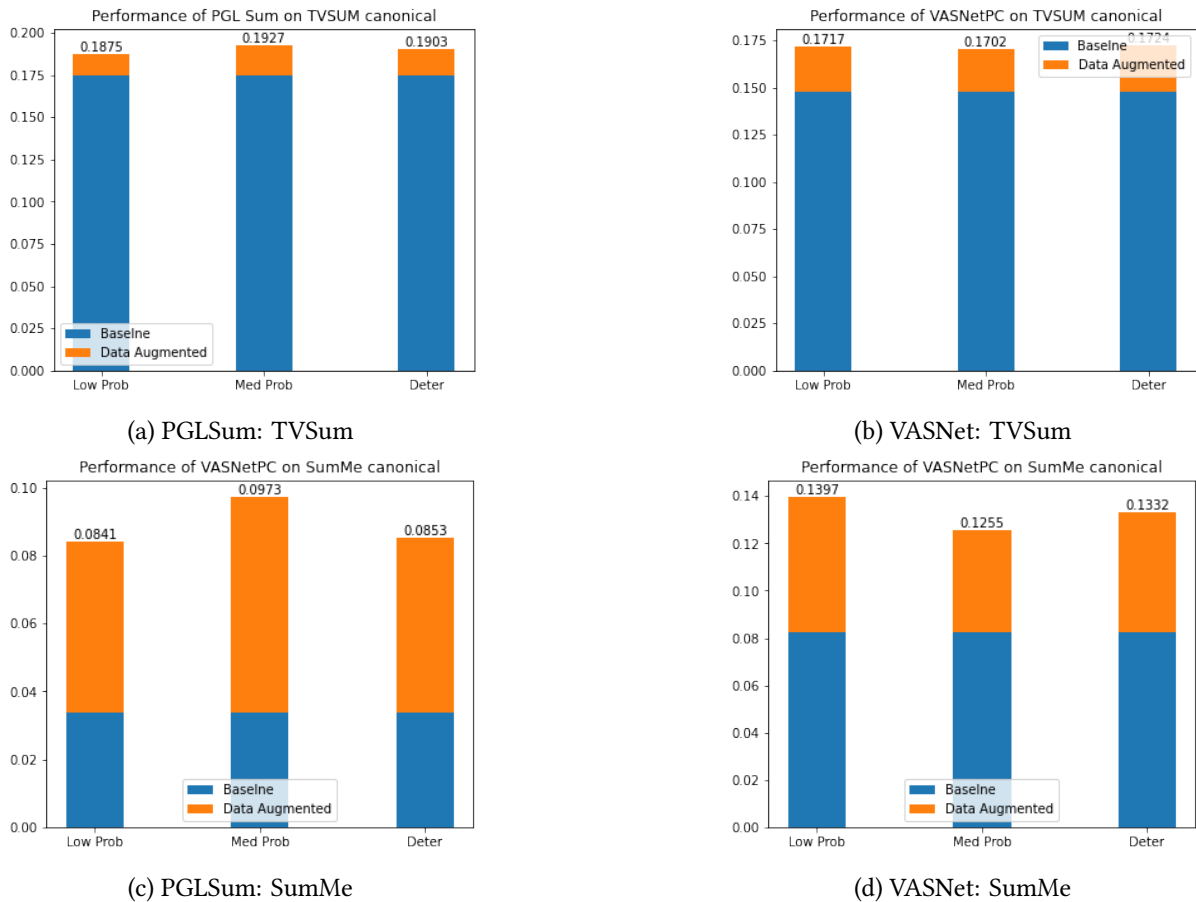 Performance of PGL Sum on TVSUM canonical
0.200
0.175
0.150
0.125
0.100
0.075
0.050
0.025
0.000
0.1875
0.1927
0.1903
Baselne
Data Augmented
Low Prob
Med Prob
Deter
(a) PGLSum: TVSum
Performance of VASNetPC on TVSUM canonical
0.175
0.150
0.125
0.100
0.075
0.050
0.025
0.000
0.1717
0.1702
0.1724
Baselne
Data Augmented
Low Prob
Med Prob
Deter
(b) VASNet: TVSum
Performance of VASNetPC on SumMe canonical
0.10
0.08
0.06
0.04
0.02
0.00
0.0841
0.0973
0.0853
Baselne
Data Augmented
Low Prob
Med Prob
Deter
(c) PGLSum: SumMe
Performance of VASNetPC on SumMe canonical
0.14
0.12
0.10
0.08
0.06
0.04
0.02
0.00
0.1397
0.1255
0.1332
Baselne
Data Augmented
Low Prob
Med Prob
Deter
(d) VASNet: SumMe